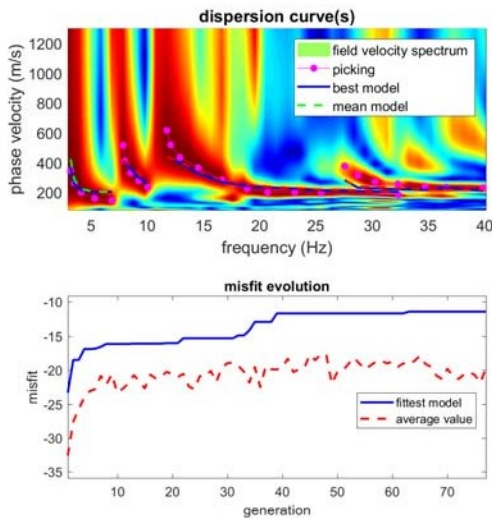 dispersion curve(s)
1200
1000
800
600
400
200
phase velocity (m/s)
field velocity spectrum
picking
best model
mean model
5 10 15 20 25 30 35 40
frequency (Hz)
misfit evolution
-10
-15
-20
-25
-30
-35
misfit
fittest model
average value
10 20 30 40 50 60 70
generation